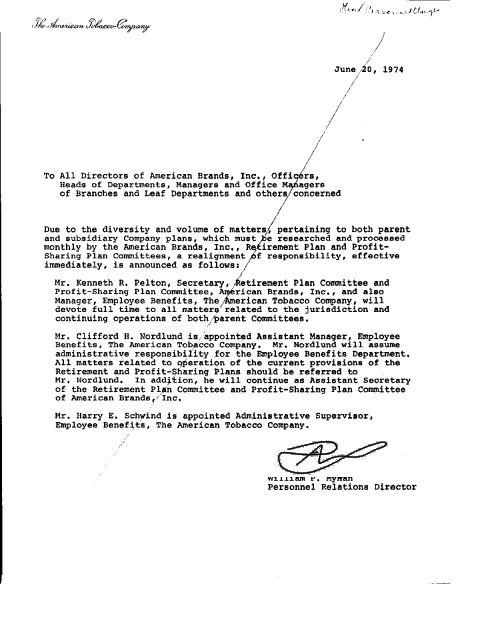 The American Tobacco Company
June 20, 1974
To All Directors of American Brands, Inc., Officers,
Heads of Departments, Managers and Office Managers
of Branches and Leaf Departments and others concerned
Due to the diversity and volume of matters, pertaining to both parent
and subsidiary Company plans, which must be researched and processed
monthly by the American Brands, Inc., Retirement Plan and Profit-
Sharing Plan Committees, a realignment of responsibility, effective
immediately, is announced as follows:
Mr. Kenneth R. Pelton, Secretary, Retirement Plan Committee and
Profit-Sharing Plan Committee, American Brands, Inc., and also
Manager, Employee Benefits, The American Tobacco Company, will
devote full time to all matters related to the jurisdiction and
continuing operations of both parent Committees.
Mr. Clifford H. Nordlund is appointed Assistant Manager, Employee
Benefits, The American Tobacco Company. Mr. Nordlund will assume
administrative responsibility for the Employee Benefits Department.
All matters related to operation of the current provisions of the
Retirement and Profit-Sharing Plans should be referred to
Mr. Nordlund. In addition, he will continue as Assistant Secretary
of the Retirement Plan Committee and Profit-Sharing Plan Committee
of American Brands, Inc.
Mr. Harry E. Schwind is appointed Administrative Supervisor,
Employee Benefits, The American Tobacco Company.
William F. Hyman
Personnel Relations Director